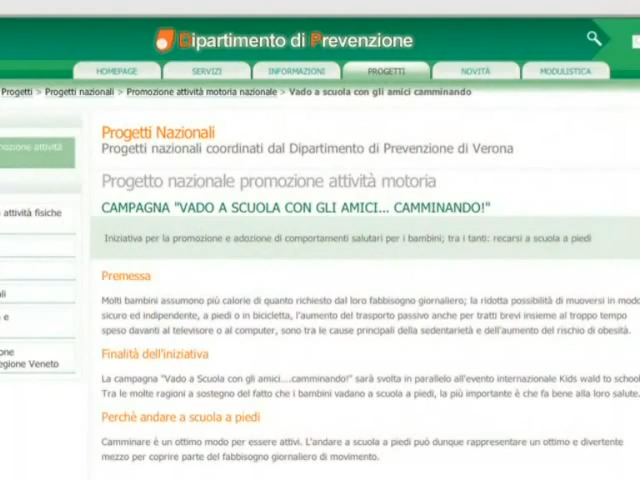 Dipartimento di Prevenzione
HOMEPAGE SERVIZI INFORMAZIONI PROGETTI NOVITÀ MODULISTICA
Progetti > Progetti nazionali > Promozione attività motoria nazionale > Vado a scuola con gli amici camminando
Progetti Nazionali
Progetti nazionali coordinati dal Dipartimento di Prevenzione di Verona
mozione attività
Progetto nazionale promozione attività motoria
CAMPAGNA "VADO A SCUOLA CON GLI AMICI... CAMMINANDO!"
attività fisiche
Iniziativa per la promozione e adozione di comportamenti salutari per i bambini; tra i tanti: recarsi a scuola a piedi
Premessa
Molti bambini assumono più calorie di quanto richiesto dal loro fabbisogno giornaliero; la ridotta possibilità di muoversi in modo
sicuro ed indipendente, a piedi o in bicicletta, l'aumento del trasporto passivo anche per tratti brevi insieme al troppo tempo
speso davanti al televisore o al computer, sono tra le cause principali della sedentarietà e dell'aumento del rischio di obesità.
e
one
egione Veneto
Finalità dell'iniziativa
La campagna "Vado a Scuola con gli amici....camminando!" sarà svolta in parallelo all'evento internazionale Kids wald to school
Tra le molte ragioni a sostegno del fatto che i bambini vadano a scuola a piedi, la più importante è che fa bene alla loro salute.
Perchè andare a scuola a piedi
Camminare è un ottimo modo per essere attivi. L'andare a scuola a piedi può dunque rappresentare un ottimo e divertente
mezzo per coprire parte del fabbisogno giornaliero di movimento.